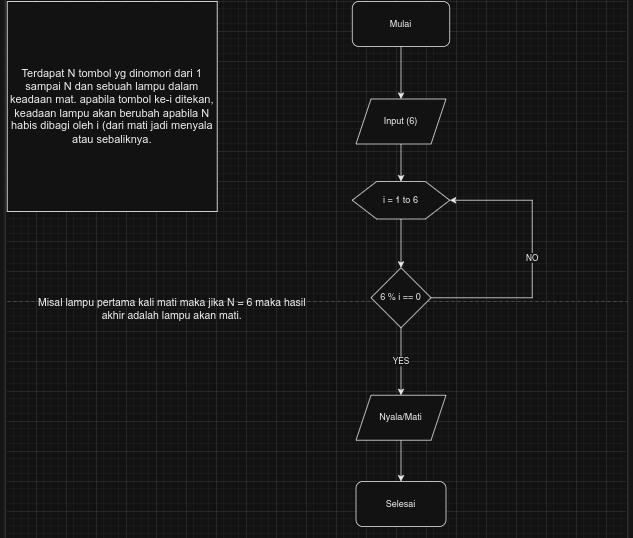 Terdapat N tombol yg dinomori dari 1
sampai N dan sebuah lampu dalam
keadaan mat. apabila tombol ke-i ditekan,
keadaan lampu akan berubah apabila N
habis dibagi oleh i (dari mati jadi menyala
atau sebaliknya.
Misal lampu pertama kali mati maka jika N = 6 maka hasil
akhir adalah lampu akan mati.
Mulai
Input (6)
i = 1 to 6
NO
6 % i == 0
YES
Nyala/Mati
Selesai